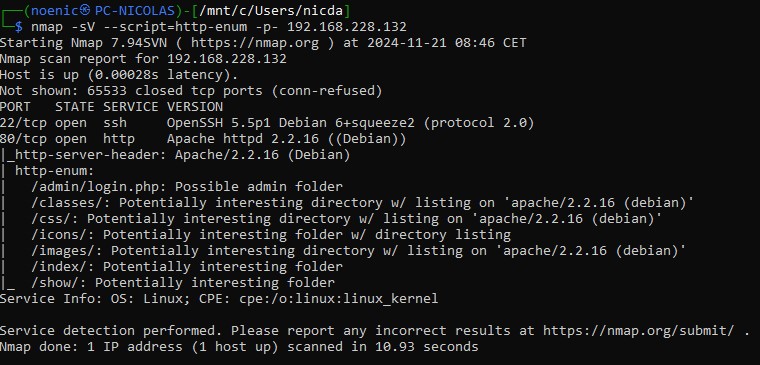 ┌──(noenic㉿PC-NICOLAS)-[/mnt/c/Users/nicda]
└─$ nmap -sV --script=http-enum -p- 192.168.228.132
Starting Nmap 7.94SVN ( https://nmap.org ) at 2024-11-21 08:46 CET
Nmap scan report for 192.168.228.132
Host is up (0.00028s latency).
Not shown: 65533 closed tcp ports (conn-refused)
PORT   STATE SERVICE VERSION
22/tcp open  ssh     OpenSSH 5.5p1 Debian 6+squeeze2 (protocol 2.0)
80/tcp open  http    Apache httpd 2.2.16 ((Debian))
|_http-server-header: Apache/2.2.16 (Debian)
| http-enum:
|   /admin/login.php: Possible admin folder
|   /classes/: Potentially interesting directory w/ listing on 'apache/2.2.16 (debian)'
|   /css/: Potentially interesting directory w/ listing on 'apache/2.2.16 (debian)'
|   /icons/: Potentially interesting folder w/ directory listing
|   /images/: Potentially interesting directory w/ listing on 'apache/2.2.16 (debian)'
|   /index/: Potentially interesting folder
|_  /show/: Potentially interesting folder
Service Info: OS: Linux; CPE: cpe:/o:linux:linux_kernel

Service detection performed. Please report any incorrect results at https://nmap.org/submit/ .
Nmap done: 1 IP address (1 host up) scanned in 10.93 seconds